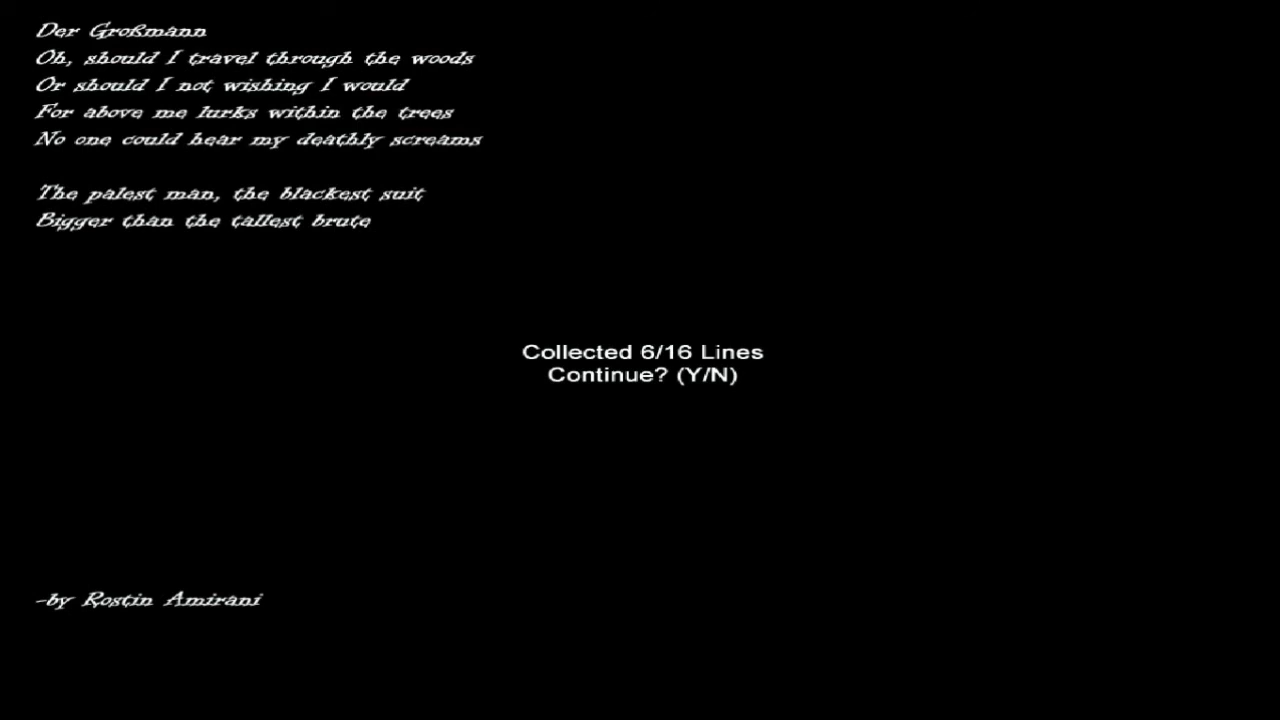 Der Großmann
Oh, should I travel through the woods
Or should I not wishing I would
For above me lurks within the trees
No one could hear my deathly screams
The palest man, the blackest suit
Bigger than the tallest brute
Collected 6/16 Lines
Continue? (Y/N)
-by Rostin Amirani